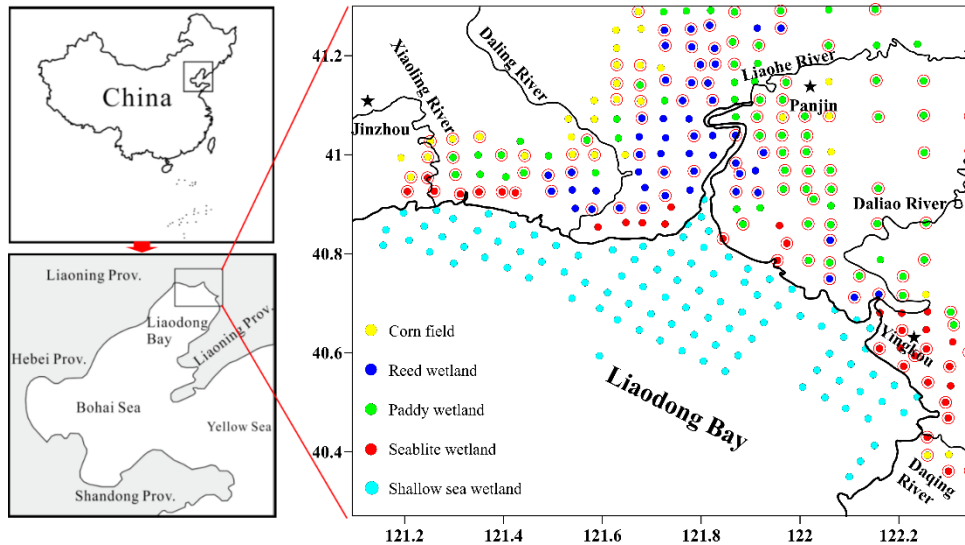 China
Liaoning Prov.
Liaodong
Bay
Liaoning Prov.
Hebei Prov.
Bohai Sea
Yellow Sea
Shandong Prov.
41.2
41
40.8
40.6
40.4
121.2
121.4
121.6
121.8
122
122.2
Xiaoling River
Daling River
Liaohe River
Panjin
Jinzhou
Daliao River
Yingkou
Daqing
River
Liaodong Bay
Corn field
Reed wetland
Paddy wetland
Seablite wetland
Shallow sea wetland